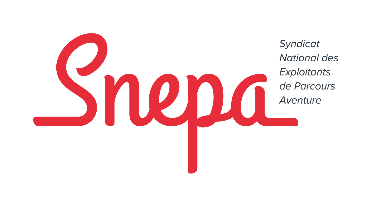 Snepa
Syndicat
National des
Exploitants
de Parcours
Aventure